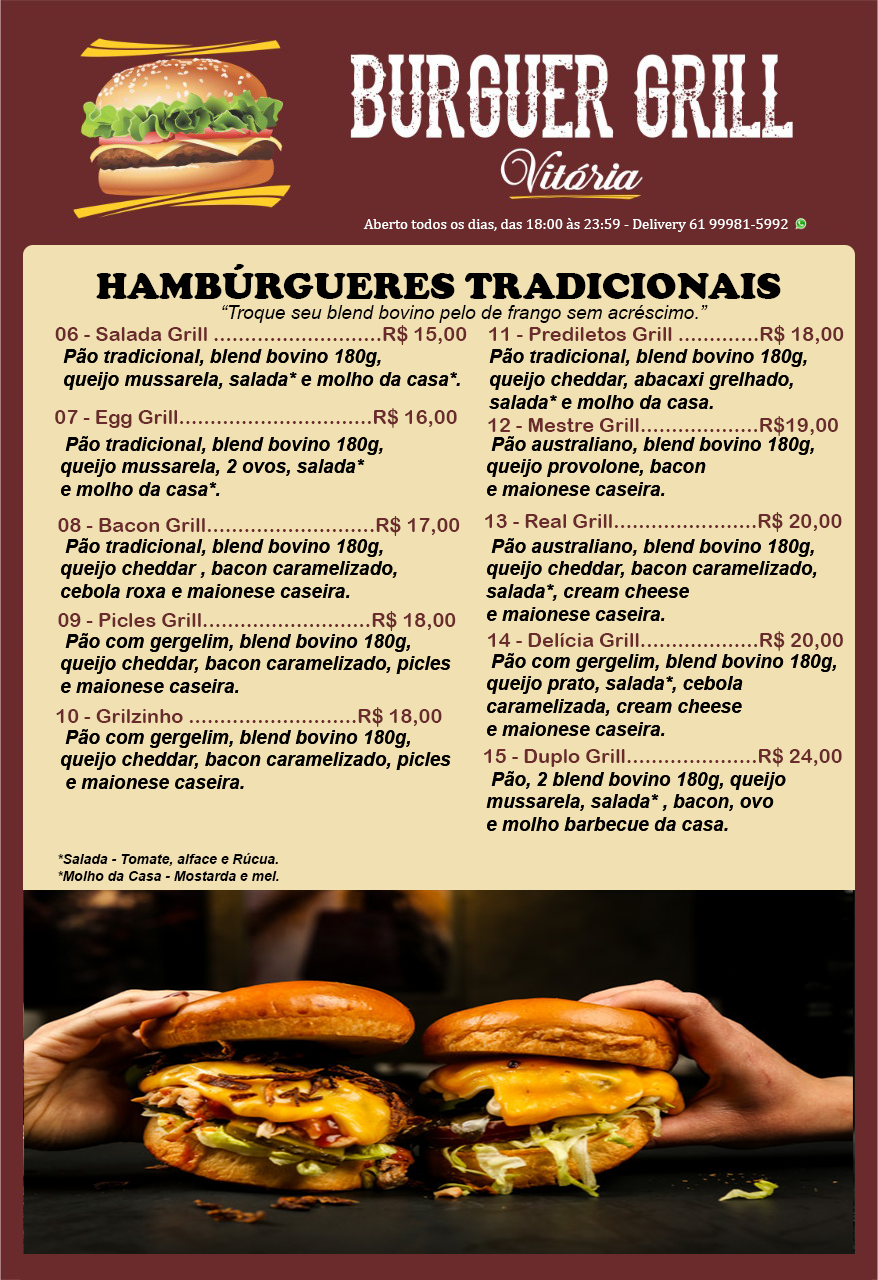 BURGUER GRILL
Vitória
Aberto todos os dias, das 18:00 às 23:59 - Delivery 61 99981-5992
HAMBÚRGUERES TRADICIONAIS
“Troque seu blend bovino pelo de frango sem acréscimo.”
06 - Salada Grill ...........................R$ 15,00
Pão tradicional, blend bovino 180g,
queijo mussarela, salada* e molho da casa*.
07 - Egg Grill...............................R$ 16,00
Pão tradicional, blend bovino 180g,
queijo mussarela, 2 ovos, salada*
e molho da casa*.
08 - Bacon Grill...........................R$ 17,00
Pão tradicional, blend bovino 180g,
queijo cheddar , bacon caramelizado,
cebola roxa e maionese caseira.
09 - Picles Grill...........................R$ 18,00
Pão com gergelim, blend bovino 180g,
queijo cheddar, bacon caramelizado, picles
e maionese caseira.
10 - Grilzinho ...........................R$ 18,00
Pão com gergelim, blend bovino 180g,
queijo cheddar, bacon caramelizado, picles
e maionese caseira.
11 - Prediletos Grill .............R$ 18,00
Pão tradicional, blend bovino 180g,
queijo cheddar, abacaxi grelhado,
salada* e molho da casa.
12 - Mestre Grill...................R$19,00
Pão australiano, blend bovino 180g,
queijo provolone, bacon
e maionese caseira.
13 - Real Grill.......................R$ 20,00
Pão australiano, blend bovino 180g,
queijo cheddar, bacon caramelizado,
salada*, cream cheese
e maionese caseira.
14 - Delícia Grill...................R$ 20,00
Pão com gergelim, blend bovino 180g,
queijo prato, salada*, cebola
caramelizada, cream cheese
e maionese caseira.
15 - Duplo Grill.....................R$ 24,00
Pão, 2 blend bovino 180g, queijo
mussarela, salada* , bacon, ovo
e molho barbecue da casa.
*Salada - Tomate, alface e Rúcua.
*Molho da Casa - Mostarda e mel.